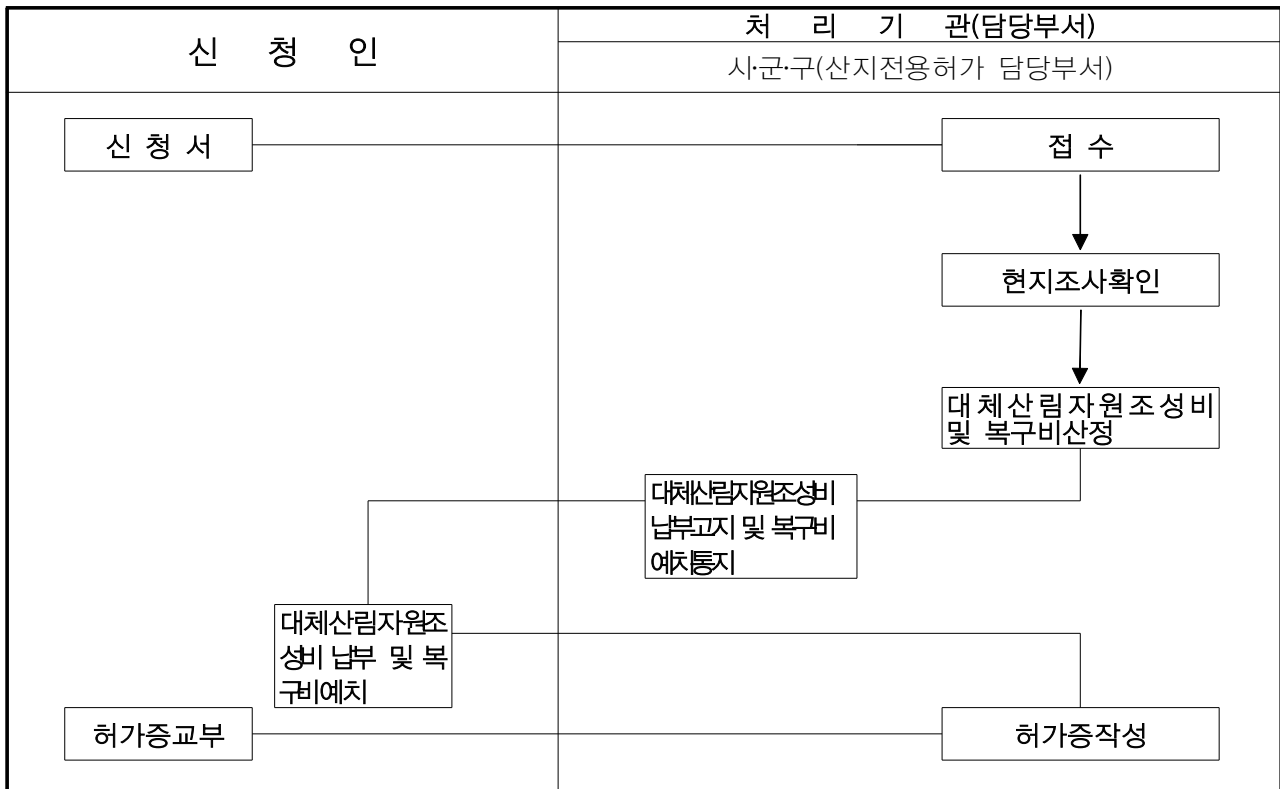 신 청 인
처 리 기 관(담당부서)
시·군·구(산지전용허가 담당부서)
신 청 서
접 수
현지조사확인
대체산림자원조성비
및 복구비산정
대체산림자원조성비
납부고지 및 복구비
예치통지
대체산림자원조
성비 납부 및 복
구비예치
허가증교부
허가증작성